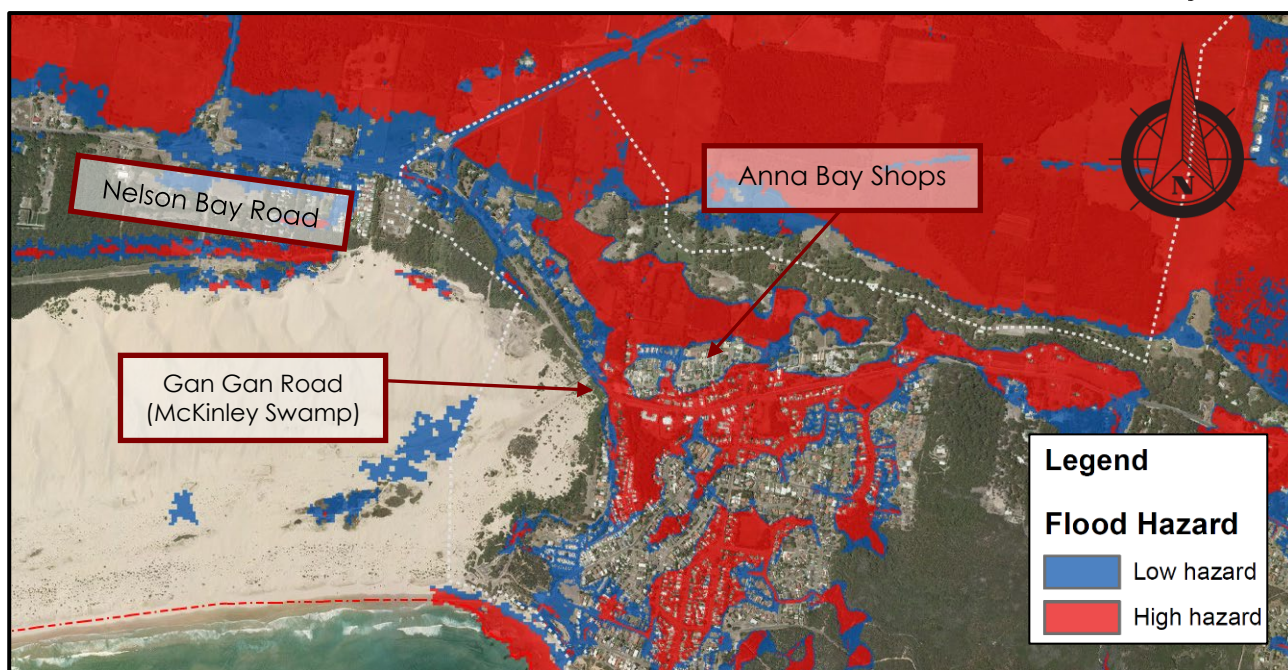 Nelson Bay Road
Anna Bay Shops
N
Gan Gan Road
(McKinley Swamp)
Legend
Flood Hazard
Low hazard
High hazard